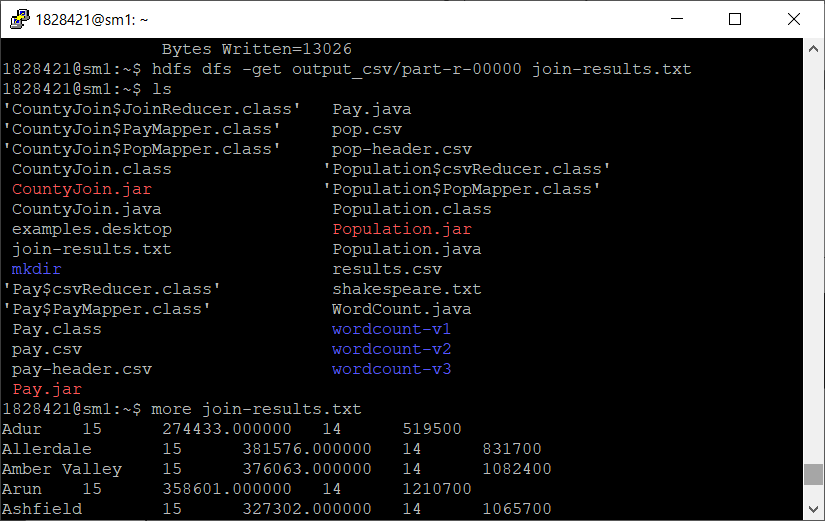 1828421@sm1: ~
Bytes Written=13026
1828421@sm1:~$ hdfs dfs -get output_csv/part-r-00000 join-results.txt
1828421@sm1:~$ ls
'CountyJoin$JoinReducer.class'   Pay.java
'CountyJoin$PayMapper.class'     pop.csv
'CountyJoin$PopMapper.class'     pop-header.csv
CountyJoin.class               'Population$csvReducer.class'
CountyJoin.jar                 'Population$PopMapper.class'
CountyJoin.java                 Population.class
examples.desktop                Population.jar
join-results.txt                Population.java
mkdir                           results.csv
'Pay$csvReducer.class'           shakespeare.txt
'Pay$PayMapper.class'            WordCount.java
Pay.class                       wordcount-v1
pay.csv                         wordcount-v2
pay-header.csv                  wordcount-v3
Pay.jar
1828421@sm1:~$ more join-results.txt
Adur    15      274433.000000   14      519500
Allerdale       15      381576.000000   14      831700
Amber Valley    15      376063.000000   14      1082400
Arun    15      358601.000000   14      1210700
Ashfield        15      327302.000000   14      1065700